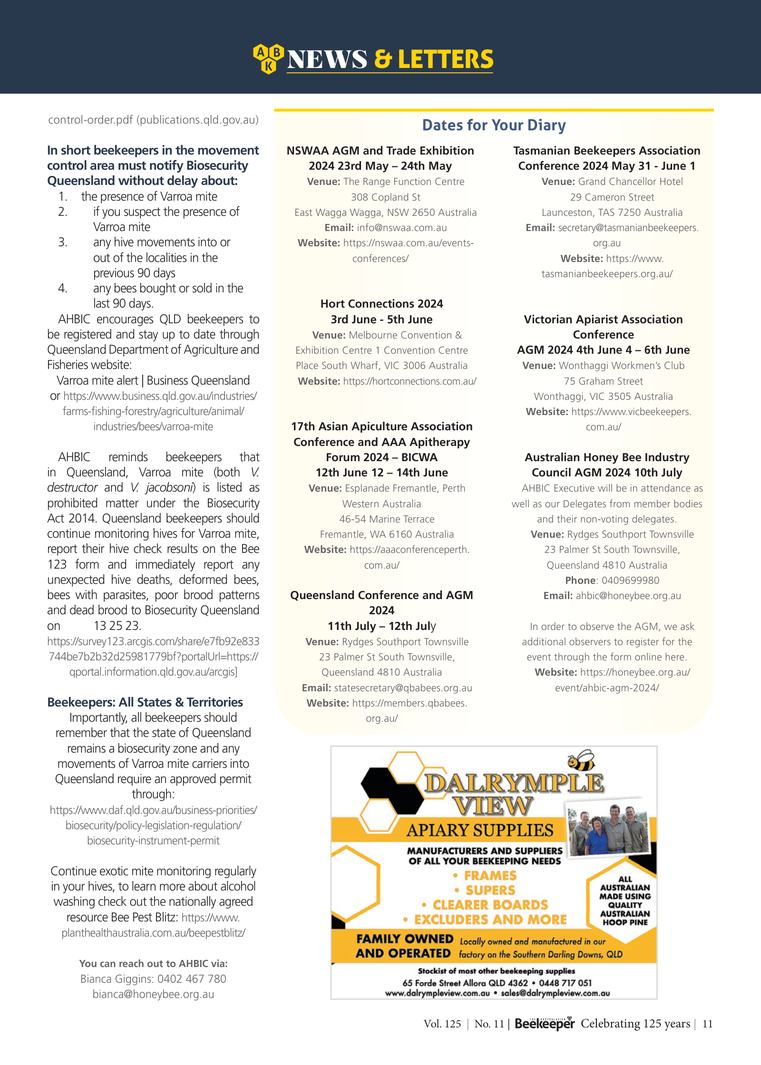 A B K NEWS & LETTERS
control-order.pdf (publications.qld.gov.au)
In short beekeepers in the movement
control area must notify Biosecurity
Queensland without delay about:
1. the presence of Varroa mite
2. if you suspect the presence of
Varroa mite
3. any hive movements into or
out of the localities in the
previous 90 days
4. any bees bought or sold in the
last 90 days.
AHBIC encourages QLD beekeepers to
be registered and stay up to date through
Queensland Department of Agriculture and
Fisheries website:
Varroa mite alert | Business Queensland
or https://www.business.qld.gov.au/industries/
farms-fishing-forestry/agriculture/animal/
industries/bees/varroa-mite
AHBIC reminds beekeepers that
in Queensland, Varroa mite (both V.
destructor and V. jacobsoni) is listed as
prohibited matter under the Biosecurity
Act 2014. Queensland beekeepers should
continue monitoring hives for Varroa mite,
report their hive check results on the Bee
123 form and immediately report any
unexpected hive deaths, deformed bees,
bees with parasites, poor brood patterns
and dead brood to Biosecurity Queensland
on 13 25 23.
https://survey123.arcgis.com/share/e7fb92e833
744be7b2b32d25981779bf?portalUrl=https://
qportal.information.qld.gov.au/arcgis]
Beekeepers: All States & Territories
Importantly, all beekeepers should
remember that the state of Queensland
remains a biosecurity zone and any
movements of Varroa mite carriers into
Queensland require an approved permit
through:
https://www.daf.qld.gov.au/business-priorities/
biosecurity/policy-legislation-regulation/
biosecurity-instrument-permit
Continue exotic mite monitoring regularly
in your hives, to learn more about alcohol
washing check out the nationally agreed
resource Bee Pest Blitz: https://www.
planthealthaustralia.com.au/beepestblitz/
You can reach out to AHBIC via:
Bianca Giggins: 0402 467 780
bianca@honeybee.org.au
Dates for Your Diary
NSWAA AGM and Trade Exhibition
2024 23rd May – 24th May
Venue: The Range Function Centre
308 Copland St
East Wagga Wagga, NSW 2650 Australia
Email: info@nswaa.com.au
Website: https://nswaa.com.au/events-
conferences/
Hort Connections 2024
3rd June - 5th June
Venue: Melbourne Convention &
Exhibition Centre 1 Convention Centre
Place South Wharf, VIC 3006 Australia
Website: https://hortconnections.com.au/
17th Asian Apiculture Association
Conference and AAA Apitherapy
Forum 2024 – BICWA
12th June 12 – 14th June
Venue: Esplanade Fremantle, Perth
Western Australia
46-54 Marine Terrace
Fremantle, WA 6160 Australia
Website: https://aaaconferenceperth.
com.au/
Queensland Conference and AGM
2024
11th July – 12th July
Venue: Rydges Southport Townsville
23 Palmer St South Townsville,
Queensland 4810 Australia
Email: statesecretary@qbabees.org.au
Website: https://members.qbabees.
org.au/
Tasmanian Beekeepers Association
Conference 2024 May 31 - June 1
Venue: Grand Chancellor Hotel
29 Cameron Street
Launceston, TAS 7250 Australia
Email: secretary@tasmanianbeekeepers.
org.au
Website: https://www.
tasmanianbeekeepers.org.au/
Victorian Apiarist Association
Conference
AGM 2024 4th June 4 – 6th June
Venue: Wonthaggi Workmen's Club
75 Graham Street
Wonthaggi, VIC 3505 Australia
Website: https://www.vicbeekeepers.
com.au/
Australian Honey Bee Industry
Council AGM 2024 10th July
AHBIC Executive will be in attendance as
well as our Delegates from member bodies
and their non-voting delegates.
Venue: Rydges Southport Townsville
23 Palmer St South Townsville,
Queensland 4810 Australia
Phone: 0409699980
Email: ahbic@honeybee.org.au
In order to observe the AGM, we ask
additional observers to register for the
event through the form online here.
Website: https://honeybee.org.au/
event/ahbic-agm-2024/
DALRYMPLE
VIEW
APIARY SUPPLIES
MANUFACTURERS AND SUPPLIERS
OF ALL YOUR BEEKEEPING NEEDS
• FRAMES
• SUPERS
• CLEARER BOARDS
• EXCLUDERS AND MORE
ALL
AUSTRALIAN
MADE USING
QUALITY
AUSTRALIAN
HOOP PINE
FAMILY OWNED
AND OPERATED
Locally owned and manufactured in our
factory on the Southern Darling Downs, QLD
Stockist of most other beekeeping supplies
65 Forde Street Allora QLD 4362 • 0448 717 051
www.dalrympleview.com.au • sales@dalrympleview.com.au
Vol. 125 | No. 11 | Beekeeper Celebrating 125 years | 11